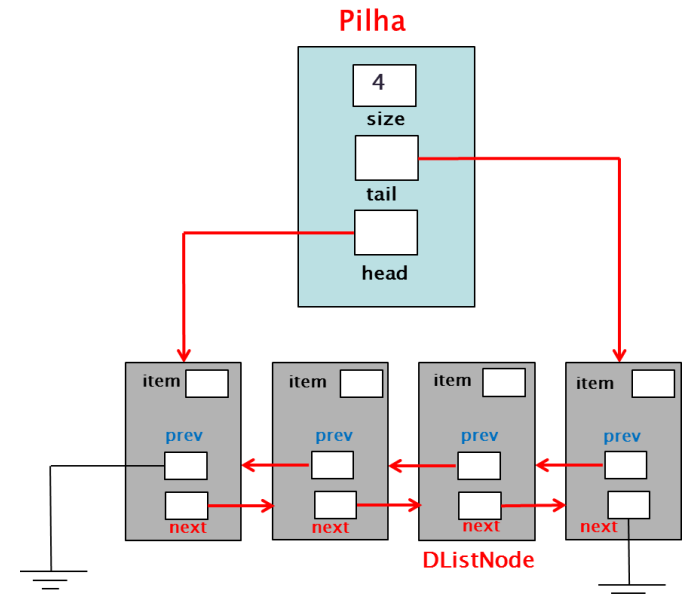 Pilha
4
size
tail
head
item item item item
prev prev prev prev
next next next next
DListNode